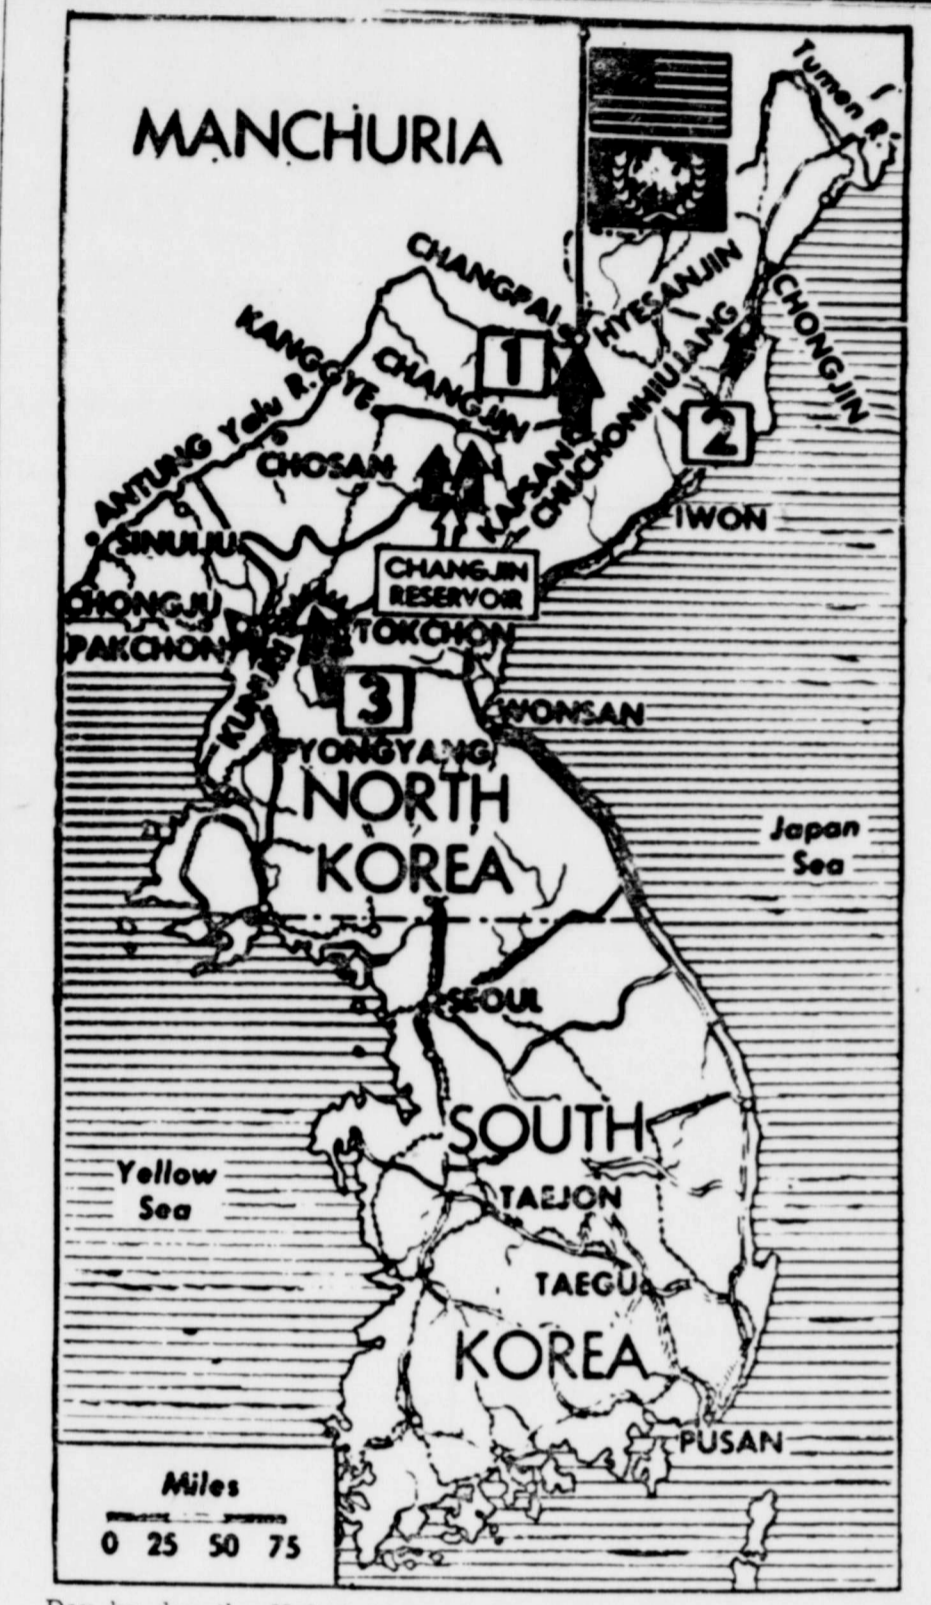 MANCHURIA
Tumen R.
CHANGPAI
HYESANJIN
KANGGYE
CHANGJIN
1
CHONGJIN
ANTUNG
Yalu R.
CHOSAN
KAPSAN
CHUCHONHIUJANG
2
IWON
SINUIJU
CHANGJIN
RESERVOIR
CHONGJU
PAKCHON
TOKCHON
KUNURI
3
WONSAN
PYONGYANG
NORTH
KOREA
Japan
Sea
SEOUL
SOUTH
Yellow
Sea
TAEJON
TAEGU
KOREA
PUSAN
Miles
0 25 50 75